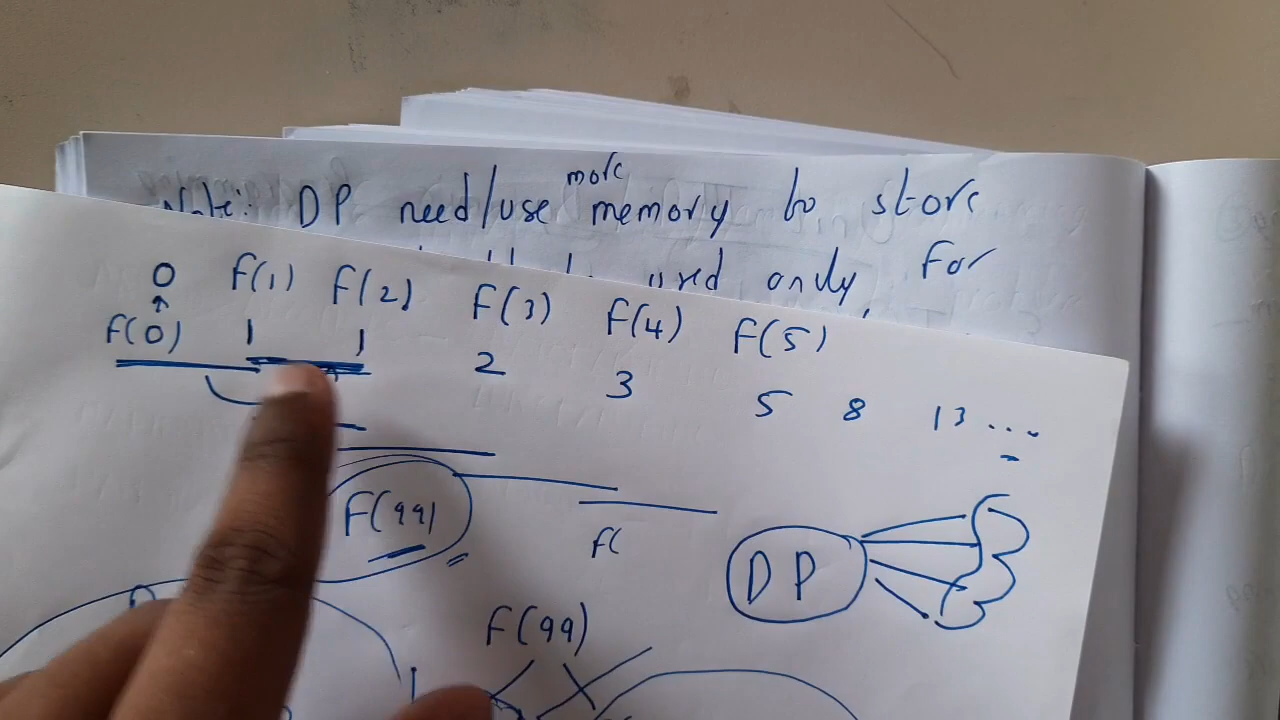 Note: DP need/use more memory to store
used only for
0 F(1) F(2) F(3) F(4) F(5)
F(0) 1 1 2 3 5 8 13 ...
F(99)
F(
DP
F(99)